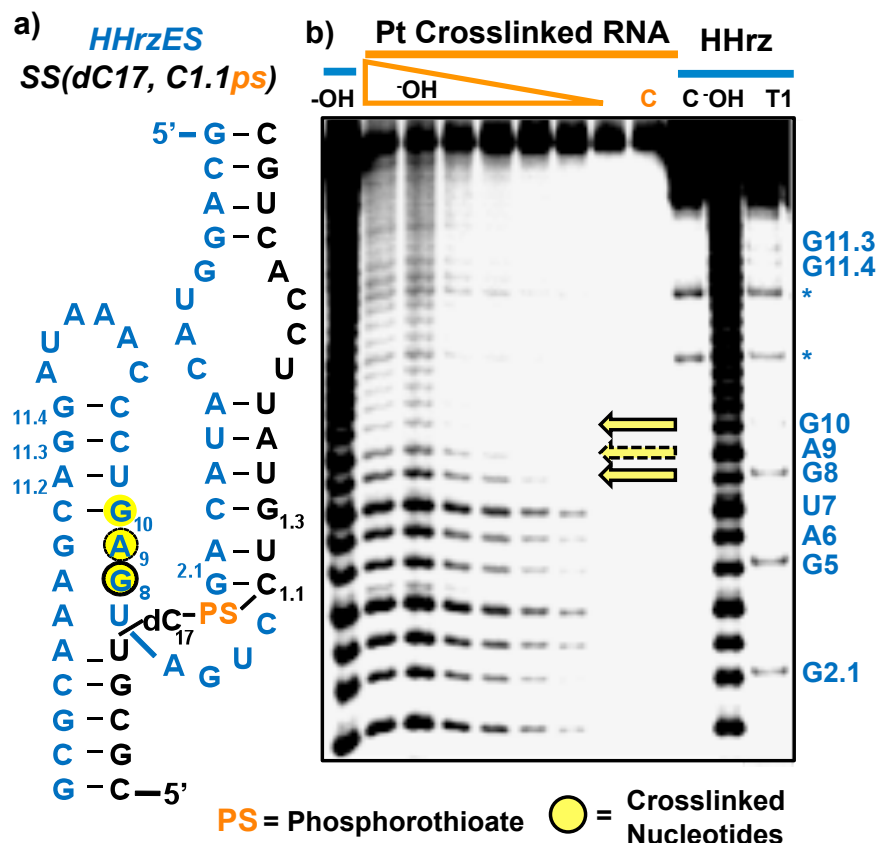 a)
HHrzES
SS(dC17, C1.1ps)
5’ – G – C
C – G
A – U
G – C
G A
U C
A C
C U
A – U
U – A
A – U
C – G 1.3
A – U
2.1 G – C 1.1
dC17 – PS
C
U
G
A
A U A A A C
11.4 G – C
11.3 G – C
11.2 A – U
C – G 10
G A 9
A G 8
A U
A – U
C – G
G – C
C – G
G – C – 5’
b)
Pt Crosslinked RNA
HHrz
-OH
-OH
C
C
-OH
T1
G11.3
G11.4
*
*
G10
A9
G8
U7
A6
G5
G2.1
PS = Phosphorothioate
= Crosslinked
Nucleotides